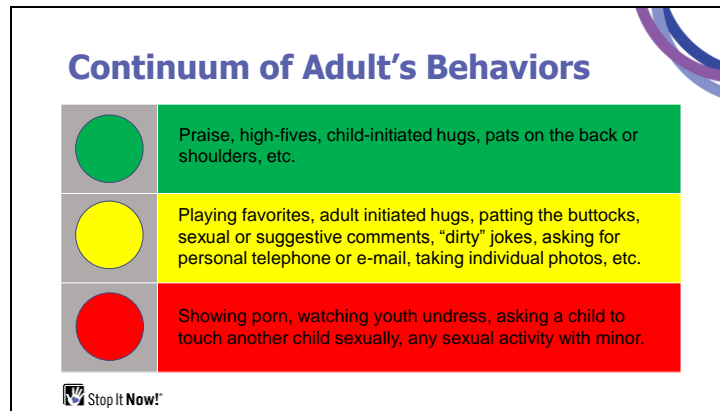 Continuum of Adult’s Behaviors
Praise, high-fives, child-initiated hugs, pats on the back or
shoulders, etc.
Playing favorites, adult initiated hugs, patting the buttocks,
sexual or suggestive comments, “dirty” jokes, asking for
personal telephone or e-mail, taking individual photos, etc.
Showing porn, watching youth undress, asking a child to
touch another child sexually, any sexual activity with minor.
Stop It Now!®